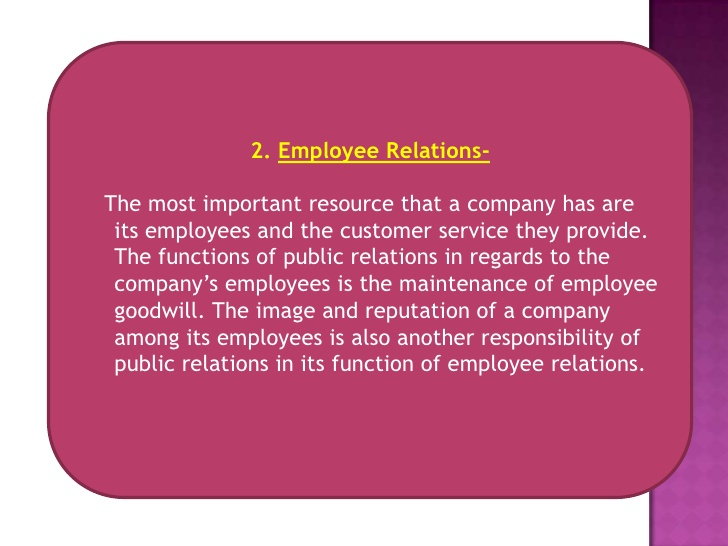 2. Employee Relations-
The most important resource that a company has are
its employees and the customer service they provide.
The functions of public relations in regards to the
company’s employees is the maintenance of employee
goodwill. The image and reputation of a company
among its employees is also another responsibility of
public relations in its function of employee relations.